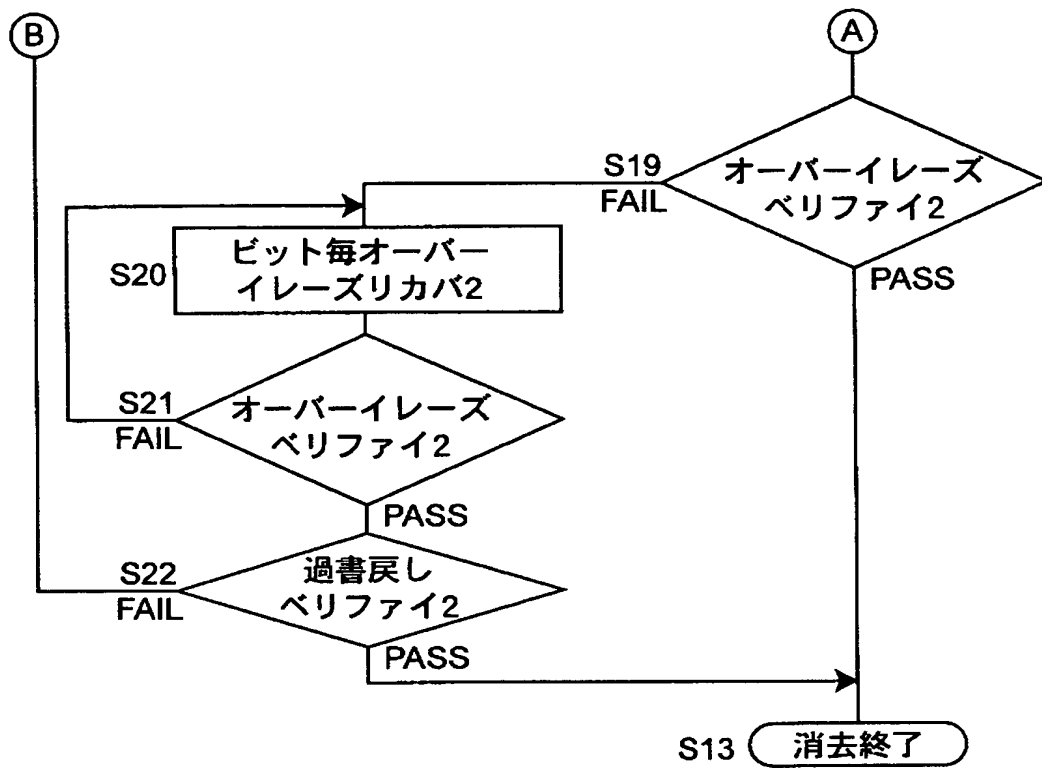 B
A
S19
FAIL
オーバーイレーズ
ベリファイ2
PASS
S20
ビット毎オーバー
イレーズリカバ2
S21
FAIL
オーバーイレーズ
ベリファイ2
PASS
S22
FAIL
過書戻し
ベリファイ2
PASS
S13
消去終了